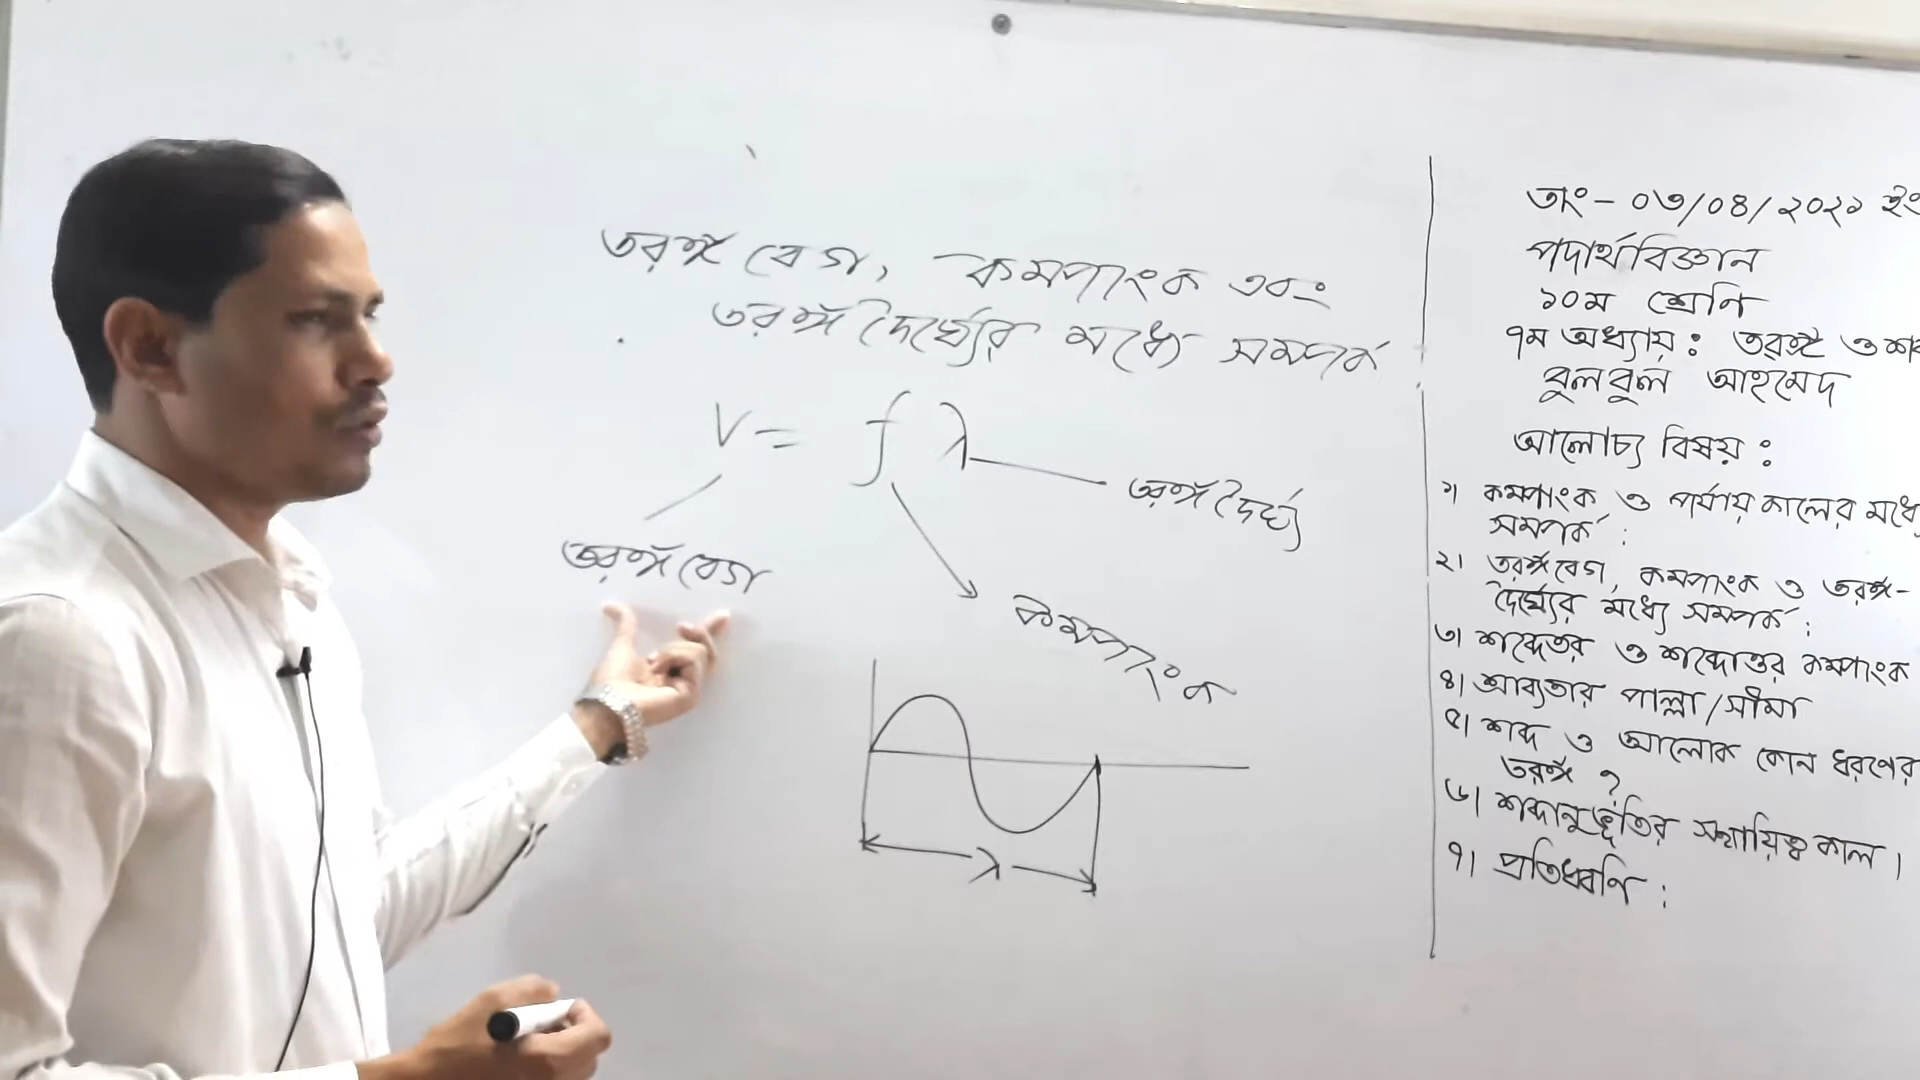 তরঙ্গ বেগ, কম্পাংক এবং
তরঙ্গ দৈর্ঘ্যের মধ্যে সম্পর্ক
v = f λ
তরঙ্গ দৈর্ঘ্য
তরঙ্গ বেগ
কম্পাংক
λ
তাং- ০৩/০৪/২০২১ ইং
পদার্থবিজ্ঞান
১০ম শ্রেণি
৭ম অধ্যায়: তরঙ্গ ও শব্দ
বুলবুল আহমেদ
আলোচ্য বিষয়:
১। কম্পাংক ও পর্যায়কালের মধ্যে
সম্পর্ক:
২। তরঙ্গবেগ, কম্পাংক ও তরঙ্গ-
দৈর্ঘ্যের মধ্যে সম্পর্ক:
৩। শব্দেতর ও শব্দোত্তর কম্পাংক
৪। শ্রাব্যতার পাল্লা/সীমা
৫। শব্দ ও আলোক কোন ধরণের
তরঙ্গ ?
৬। শব্দানুভূতির স্থায়িত্বকাল।
৭। প্রতিধ্বণি: